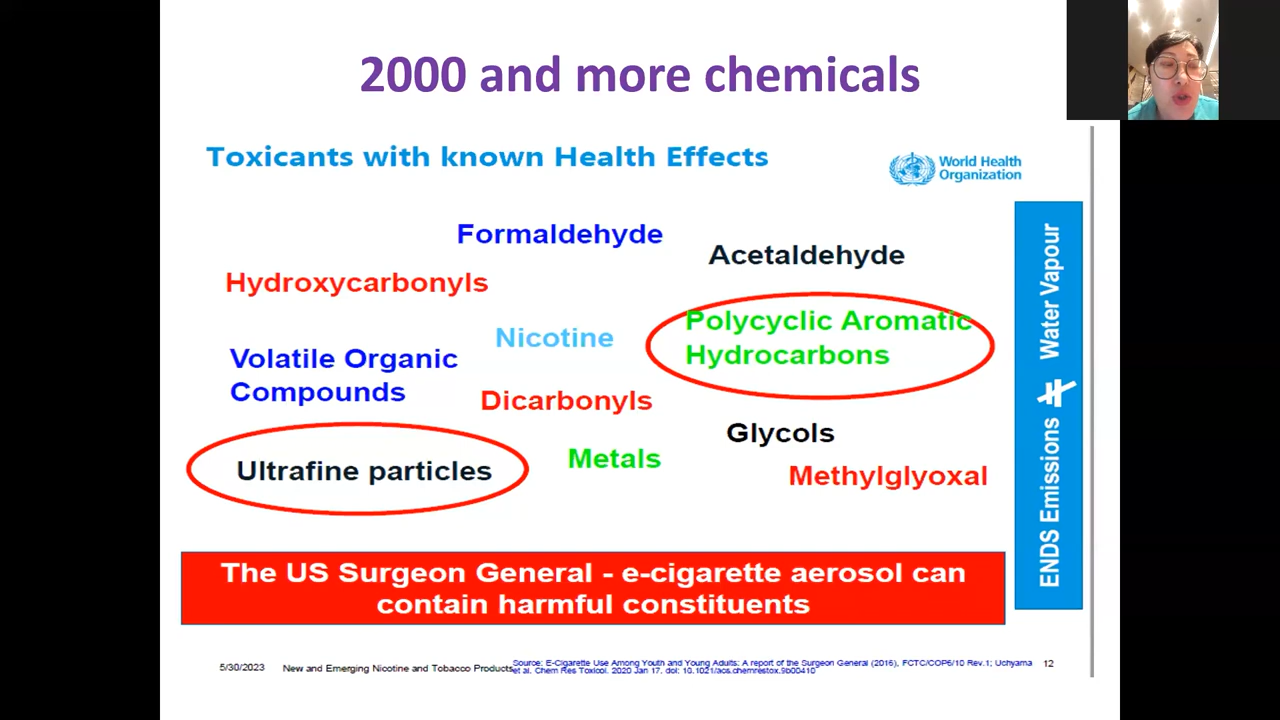 2000 and more chemicals
Toxicants with known Health Effects
World Health
Organization
Formaldehyde
Acetaldehyde
Hydroxycarbonyls
Polycyclic Aromatic
Hydrocarbons
Nicotine
Volatile Organic
Compounds
Dicarbonyls
Glycols
Ultrafine particles
Metals
Methylglyoxal
ENDS Emissions ≠ Water Vapour
The US Surgeon General - e-cigarette aerosol can
contain harmful constituents
5/30/2023
New and Emerging Nicotine and Tobacco Products
Source: E-Cigarette Use Among Youth and Young Adults: A report of the Surgeon General (2016), FCTC/COP6/10 Rev.1; Uchyama
et al. Chem Res Toxicol. 2020 Jan 17. doi: 10.1021/acs.chemrestox.9b00410
12